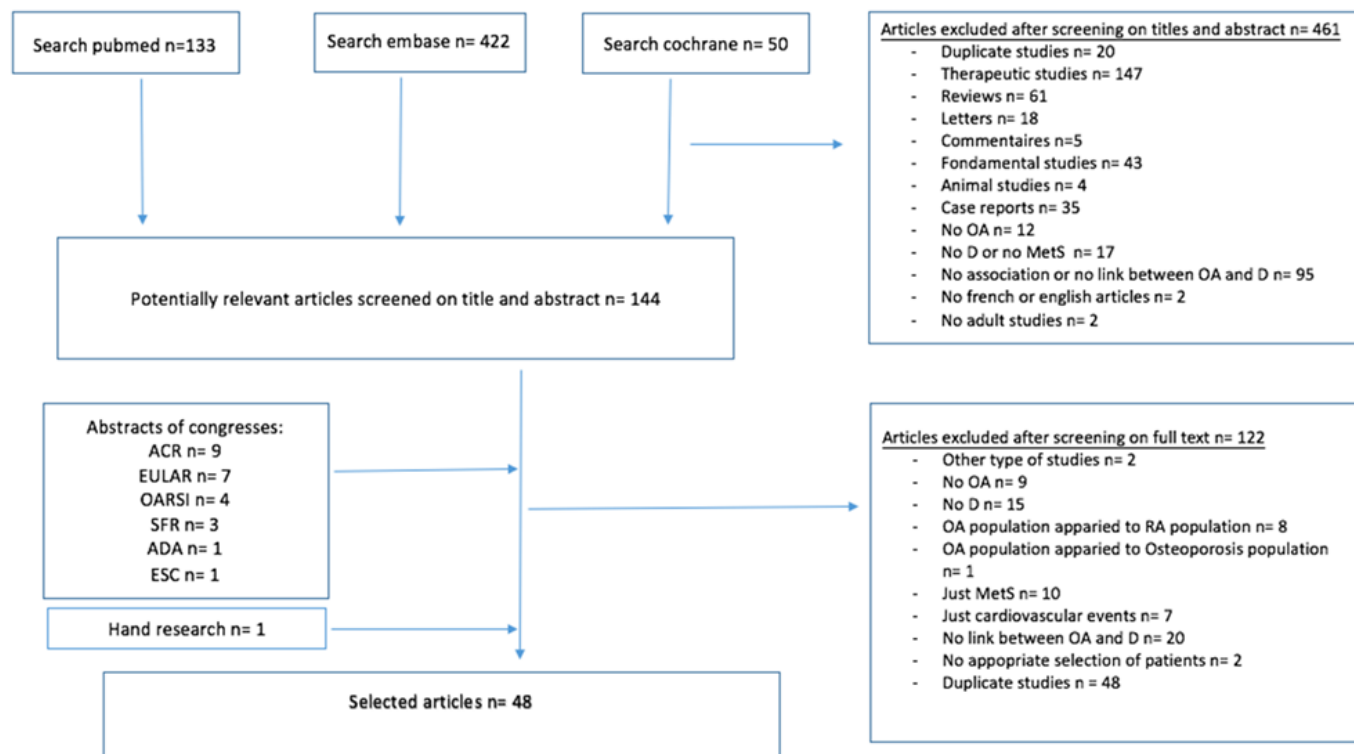 Search pubmed n=133
Search embase n= 422
Search cochrane n= 50
Articles excluded after screening on titles and abstract n= 461
- Duplicate studies n= 20
- Therapeutic studies n= 147
- Reviews n= 61
- Letters n= 18
- Commentaires n=5
- Fondamental studies n= 43
- Animal studies n= 4
- Case reports n= 35
- No OA n= 12
- No D or no MetS n= 17
- No association or no link between OA and D n= 95
- No french or english articles n= 2
- No adult studies n= 2
Potentially relevant articles screened on title and abstract n= 144
Abstracts of congresses:
ACR n= 9
EULAR n= 7
OARSI n= 4
SFR n= 3
ADA n= 1
ESC n= 1
Hand research n= 1
Articles excluded after screening on full text n= 122
- Other type of studies n= 2
- No OA n= 9
- No D n= 15
- OA population apparied to RA population n= 8
- OA population apparied to Osteoporosis population
n= 1
- Just MetS n= 10
- Just cardiovascular events n= 7
- No link between OA and D n= 20
- No appopriate selection of patients n= 2
- Duplicate studies n = 48
Selected articles n= 48